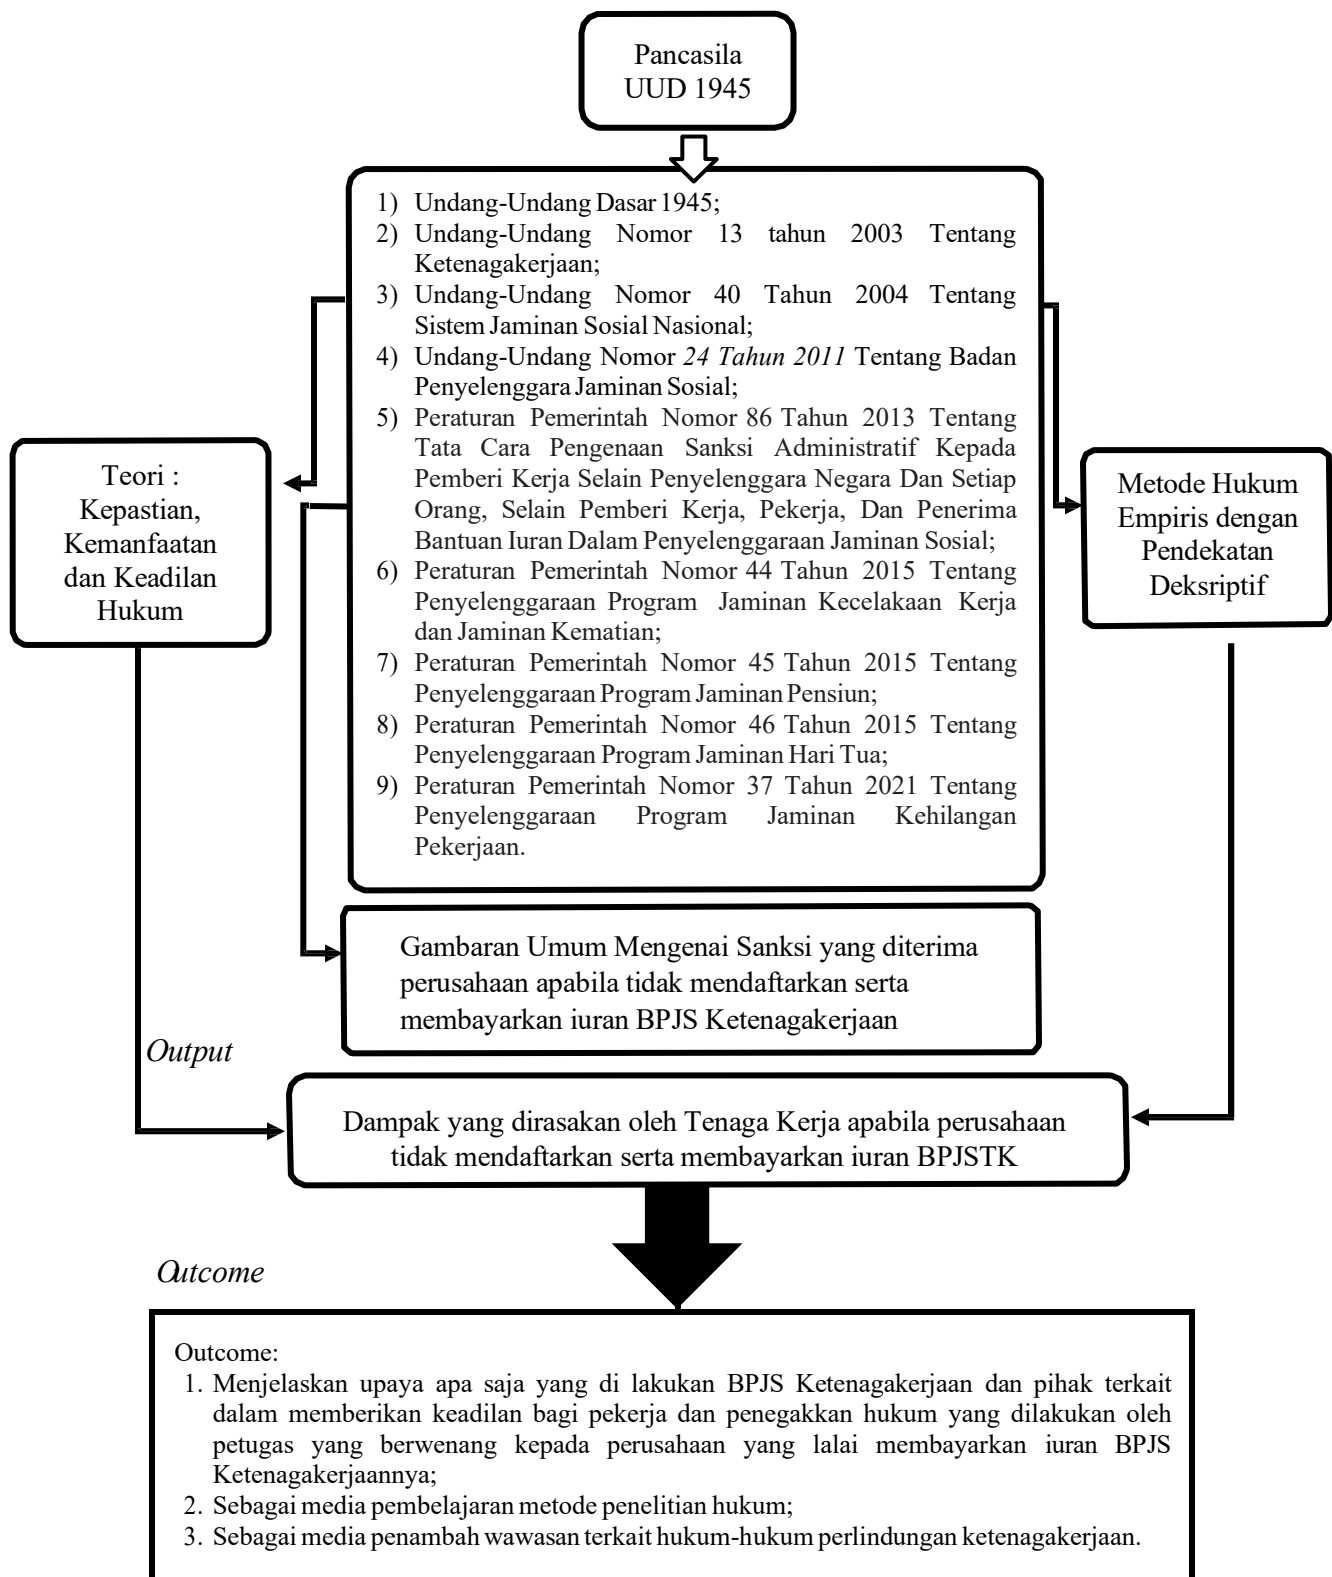 Pancasila
UUD 1945
1) Undang-Undang Dasar 1945;
2) Undang-Undang Nomor 13 tahun 2003 Tentang
Ketenagakerjaan;
3) Undang-Undang Nomor 40 Tahun 2004 Tentang
Sistem Jaminan Sosial Nasional;
4) Undang-Undang Nomor 24 Tahun 2011 Tentang Badan
Penyelenggara Jaminan Sosial;
5) Peraturan Pemerintah Nomor 86 Tahun 2013 Tentang
Tata Cara Pengenaan Sanksi Administratif Kepada
Pemberi Kerja Selain Penyelenggara Negara Dan Setiap
Orang, Selain Pemberi Kerja, Pekerja, Dan Penerima
Bantuan Iuran Dalam Penyelenggaraan Jaminan Sosial;
6) Peraturan Pemerintah Nomor 44 Tahun 2015 Tentang
Penyelenggaraan Program Jaminan Kecelakaan Kerja
dan Jaminan Kematian;
7) Peraturan Pemerintah Nomor 45 Tahun 2015 Tentang
Penyelenggaraan Program Jaminan Pensiun;
8) Peraturan Pemerintah Nomor 46 Tahun 2015 Tentang
Penyelenggaraan Program Jaminan Hari Tua;
9) Peraturan Pemerintah Nomor 37 Tahun 2021 Tentang
Penyelenggaraan Program Jaminan Kehilangan
Pekerjaan.
Teori :
Kepastian,
Kemanfaatan
dan Keadilan
Hukum
Metode Hukum
Empiris dengan
Pendekatan
Deksriptif
Gambaran Umum Mengenai Sanksi yang diterima
perusahaan apabila tidak mendaftarkan serta
membayarkan iuran BPJS Ketenagakerjaan
Output
Dampak yang dirasakan oleh Tenaga Kerja apabila perusahaan
tidak mendaftarkan serta membayarkan iuran BPJSTK
Outcome
Outcome:
1. Menjelaskan upaya apa saja yang di lakukan BPJS Ketenagakerjaan dan pihak terkait
dalam memberikan keadilan bagi pekerja dan penegakkan hukum yang dilakukan oleh
petugas yang berwenang kepada perusahaan yang lalai membayarkan iuran BPJS
Ketenagakerjaannya;
2. Sebagai media pembelajaran metode penelitian hukum;
3. Sebagai media penambah wawasan terkait hukum-hukum perlindungan ketenagakerjaan.